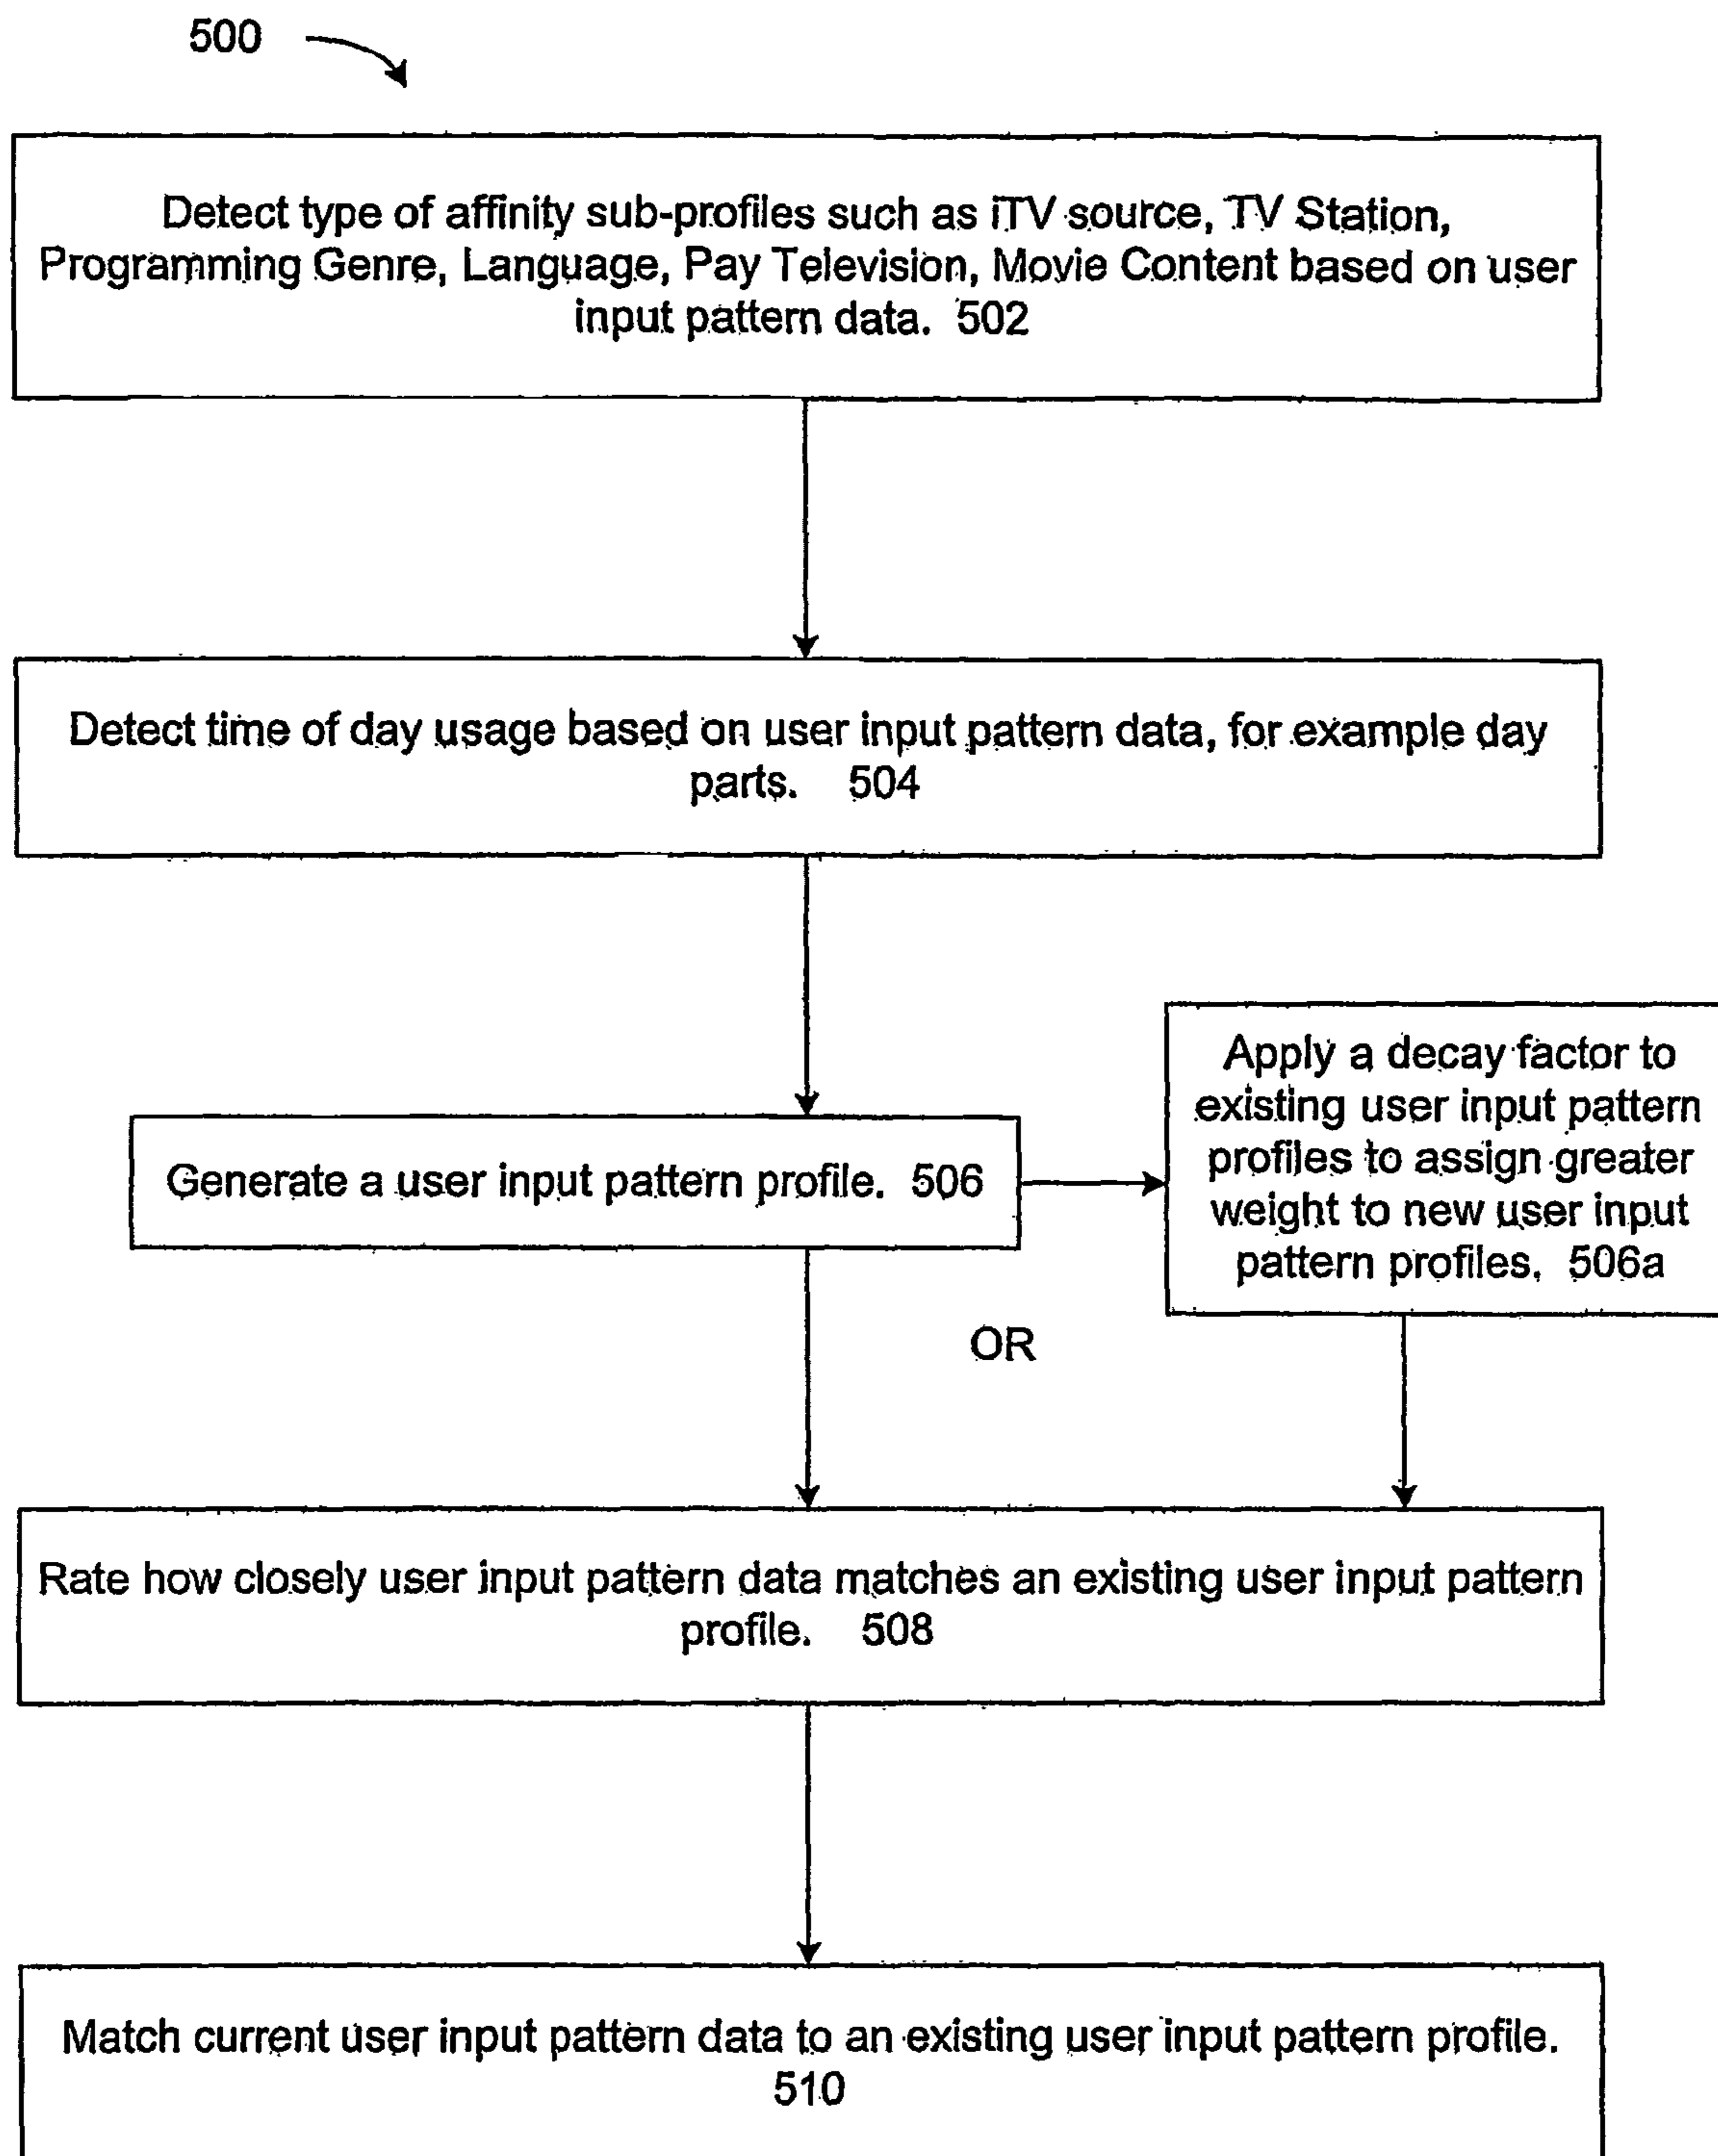 500
Detect type of affinity sub-profiles such as iTV source, TV Station,
Programming Genre, Language, Pay Television, Movie Content based on user
input pattern data. 502
Detect time of day usage based on user input pattern data, for example day
parts. 504
Generate a user input pattern profile. 506
Apply a decay factor to
existing user input pattern
profiles to assign greater
weight to new user input
pattern profiles. 506a
OR
Rate how closely user input pattern data matches an existing user input pattern
profile. 508
Match current user input pattern data to an existing user input pattern profile.
510